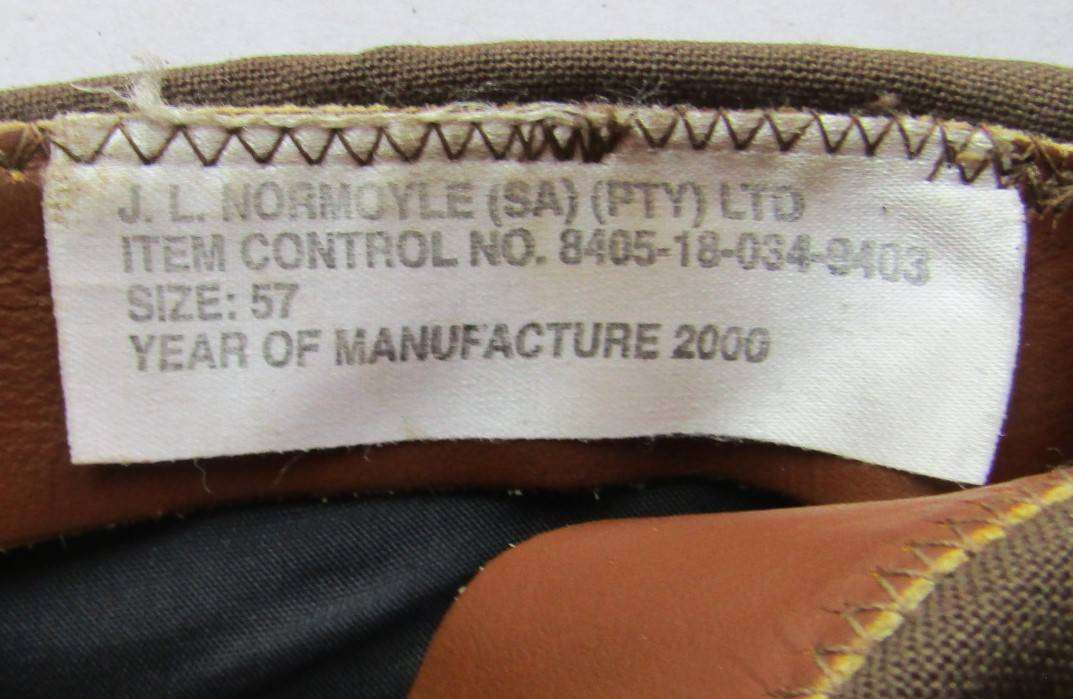 J. L. NORMOYLE (SA) (PTY) LTD
ITEM CONTROL NO. 8405-18-034-9403
SIZE: 57
YEAR OF MANUFACTURE 2000